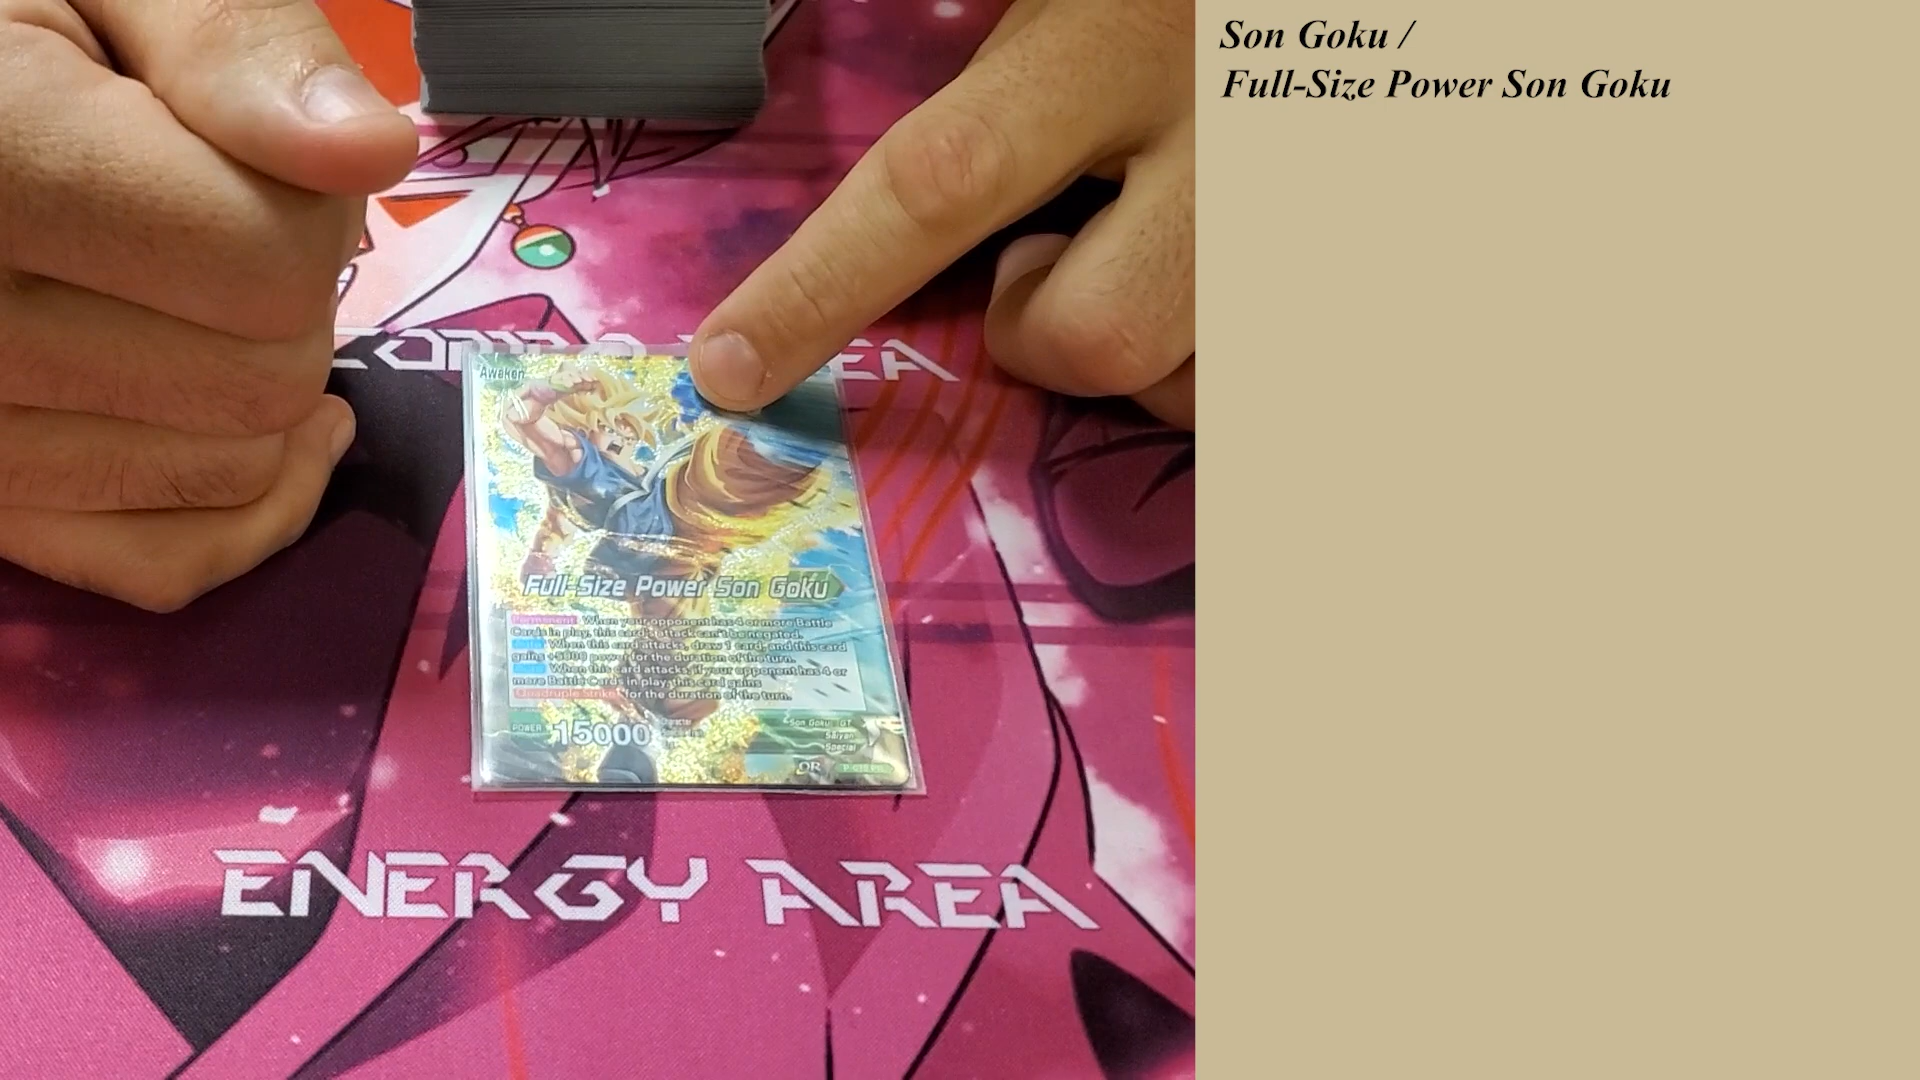 Son Goku /
Full-Size Power Son Goku
Awaken
Full-Size Power Son Goku
Permanent When your opponent has 4 or more Battle
Cards in play, this card's attack can't be negated.
Auto When this card attacks, draw 1 card, and this card
gains +5000 power for the duration of the turn.
Auto When this card attacks, if your opponent has 4 or
more Battle Cards in play, this card gains
Quadruple Strike for the duration of the turn.
POWER 15000
Character
Son Goku: GT
Saiyan
Special
ENERGY AREA